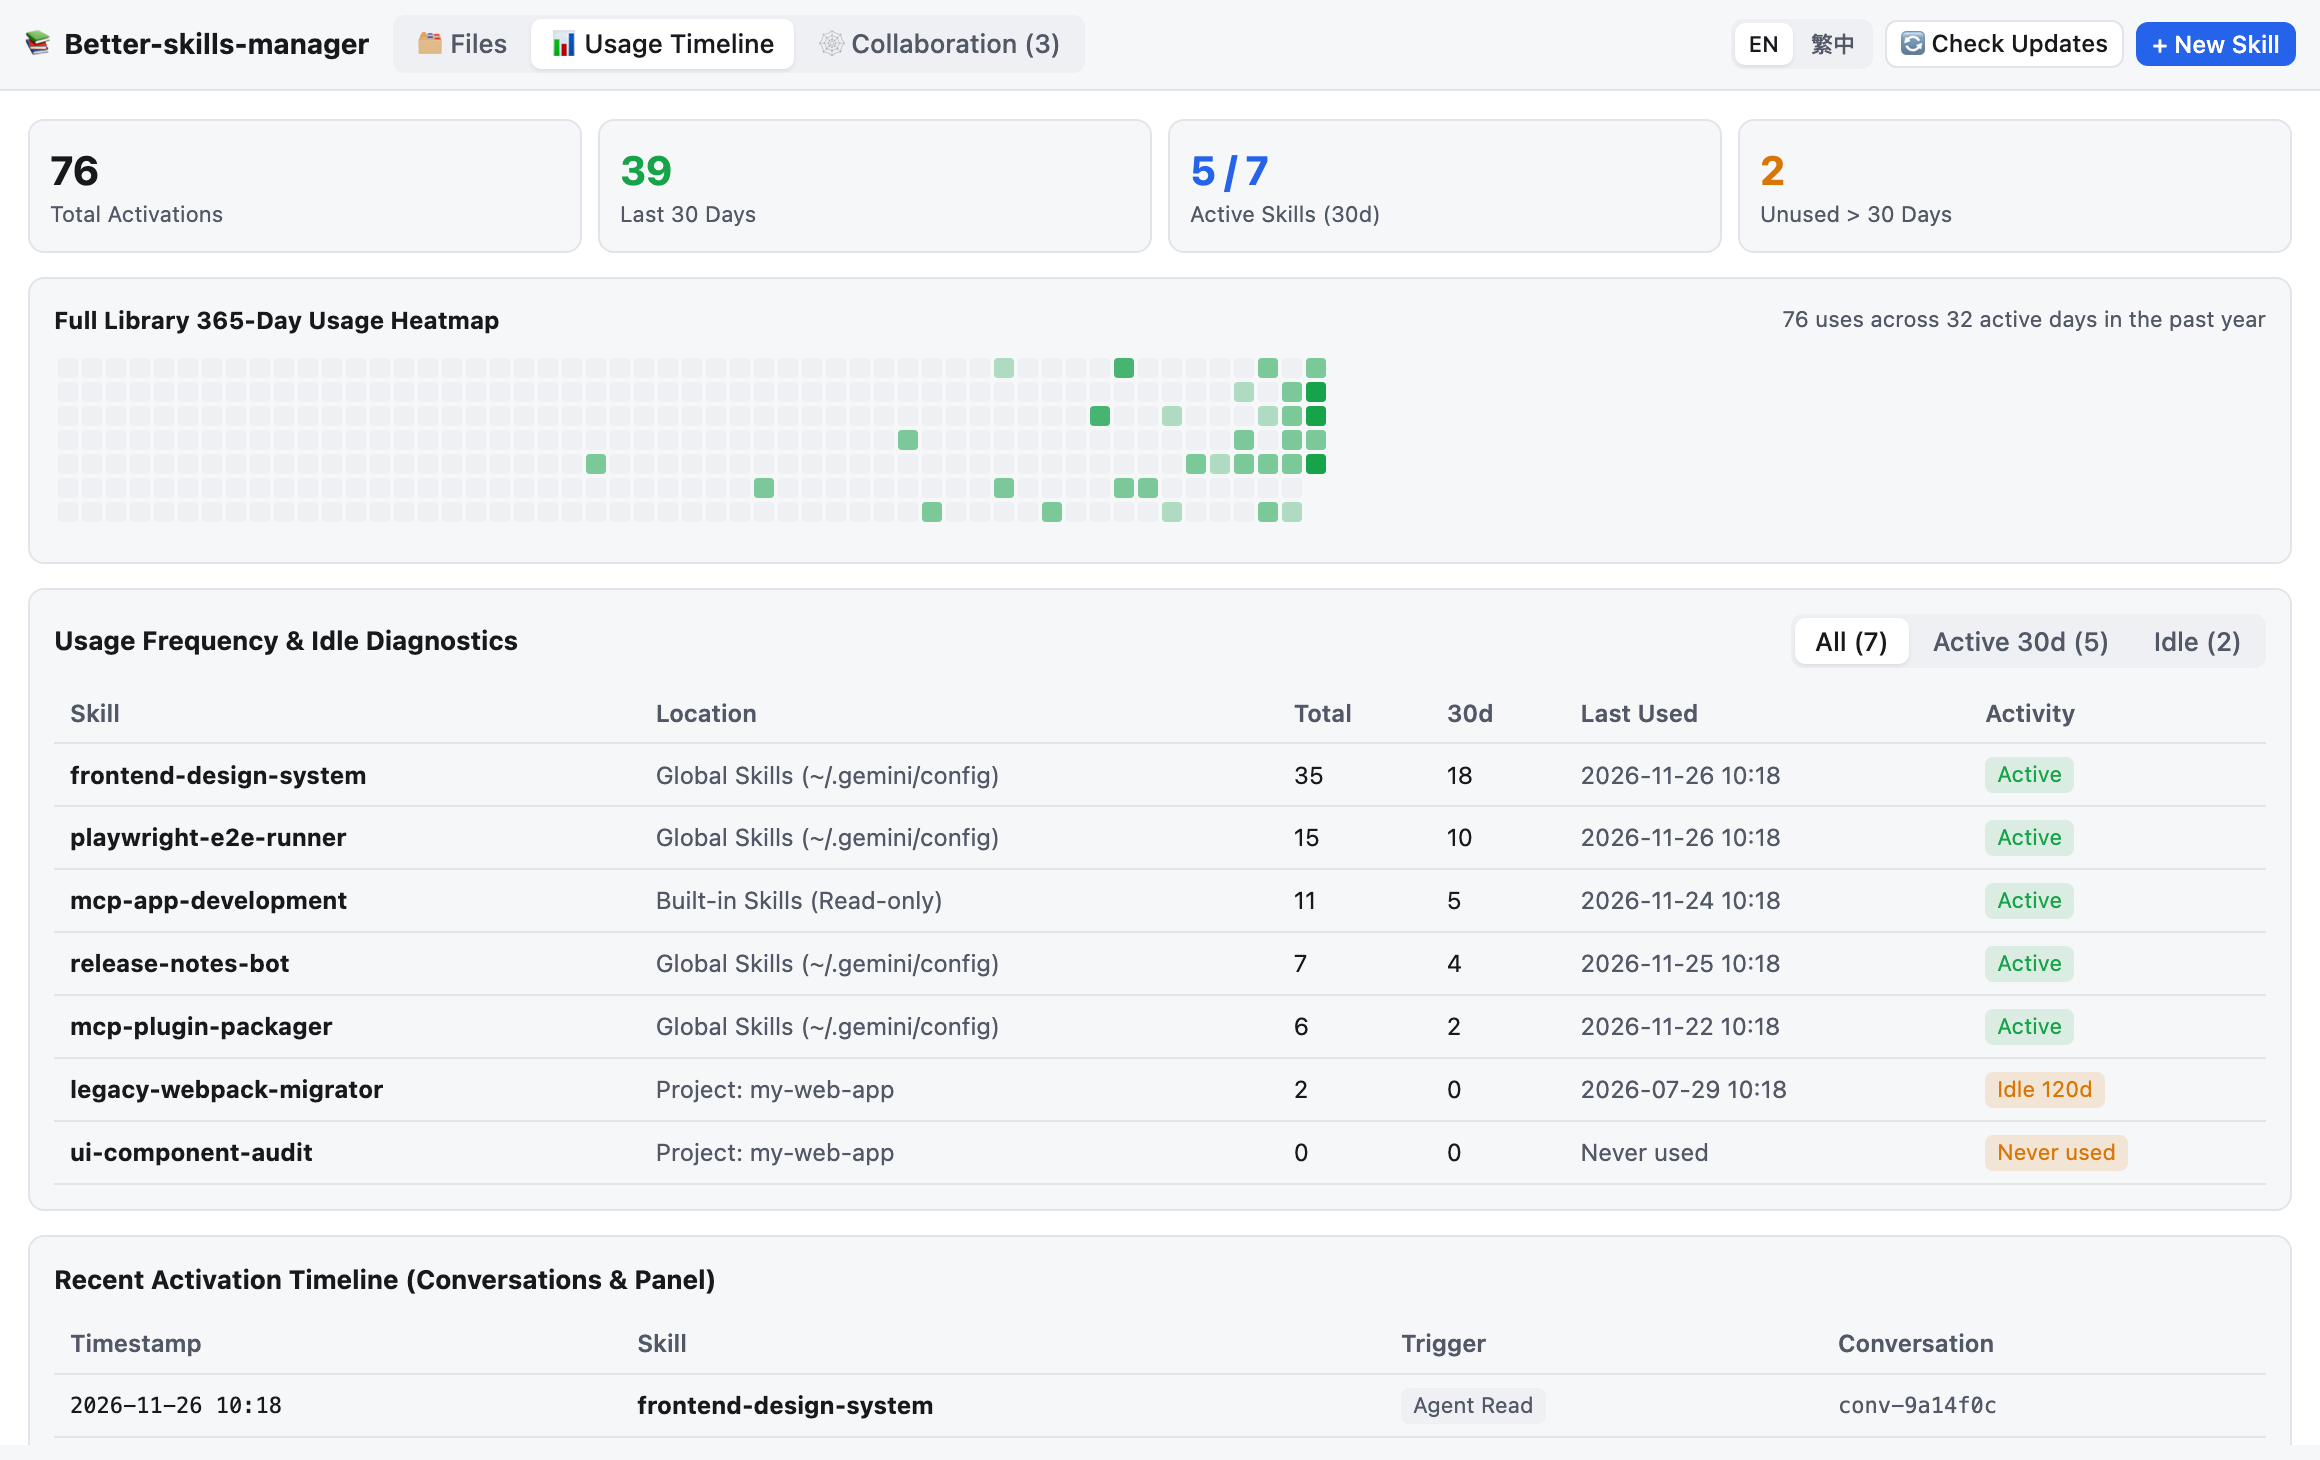 Better-skills-manager Files Usage Timeline Collaboration (3) EN 繁中 Check Updates + New Skill
76 39 5 / 7 2
Total Activations Last 30 Days Active Skills (30d) Unused > 30 Days
Full Library 365-Day Usage Heatmap 76 uses across 32 active days in the past year
Usage Frequency & Idle Diagnostics All (7) Active 30d (5) Idle (2)
Skill Location Total 30d Last Used Activity
frontend-design-system Global Skills (~/.gemini/config) 35 18 2026-11-26 10:18 Active
playwright-e2e-runner Global Skills (~/.gemini/config) 15 10 2026-11-26 10:18 Active
mcp-app-development Built-in Skills (Read-only) 11 5 2026-11-24 10:18 Active
release-notes-bot Global Skills (~/.gemini/config) 7 4 2026-11-25 10:18 Active
mcp-plugin-packager Global Skills (~/.gemini/config) 6 2 2026-11-22 10:18 Active
legacy-webpack-migrator Project: my-web-app 2 0 2026-07-29 10:18 Idle 120d
ui-component-audit Project: my-web-app 0 0 Never used Never used
Recent Activation Timeline (Conversations & Panel)
Timestamp Skill Trigger Conversation
2026-11-26 10:18 frontend-design-system Agent Read conv-9a14f0c